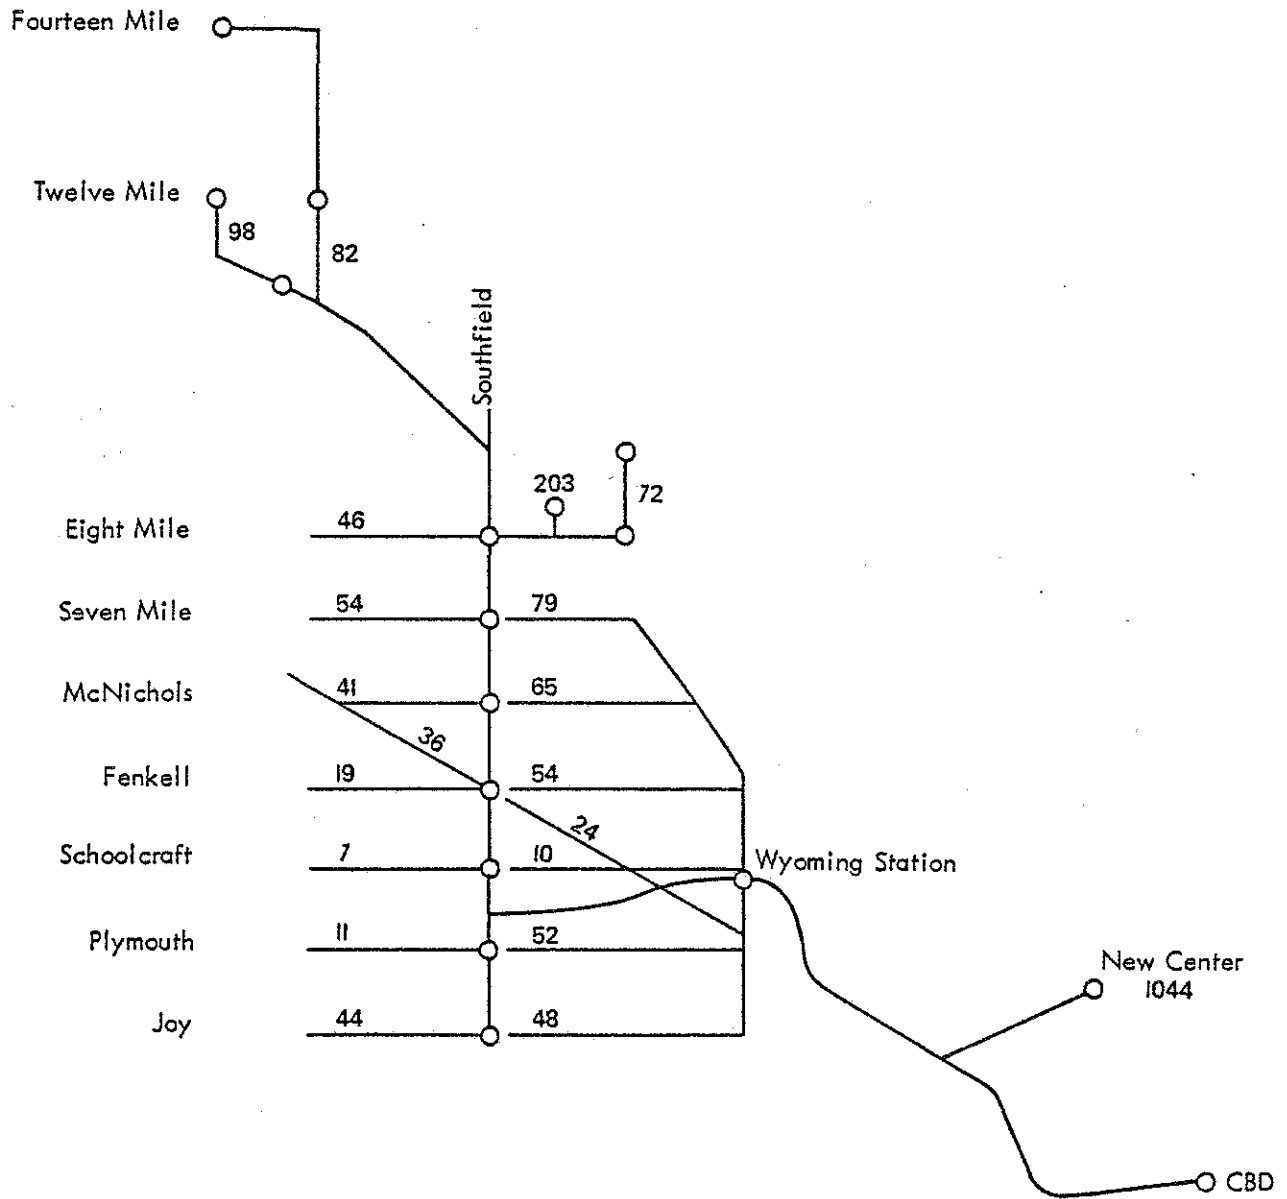 Fourteen Mile
Twelve Mile
98
82
Southfield
203
72
Eight Mile 46
Seven Mile 54 79
McNichols 41 65
36
Fenkell 19 54
24
Schoolcraft 7 10
Wyoming Station
Plymouth 11 52
New Center
1044
Joy 44 48
CBD